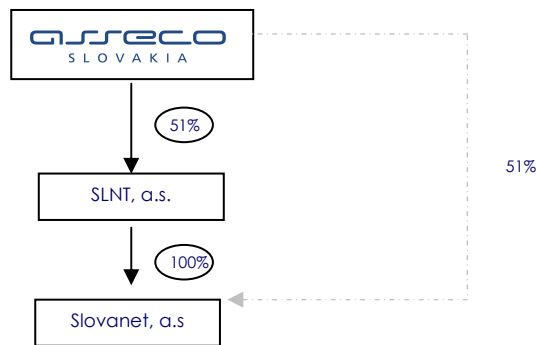 asseco
SLOVAKIA
51%
51%
SLNT, a.s.
100%
Slovanet, a.s